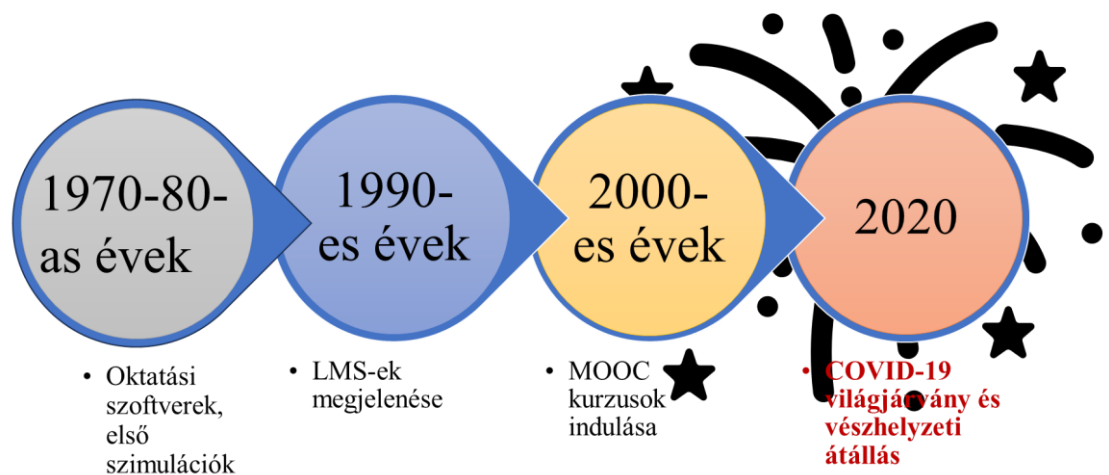 1970-80-
as évek
1990-
es évek
2000-
es évek
2020
• Oktatási
szoftverek,
első
szimulációk
• LMS-ek
megjelenése
• MOOC
kurzusok
indulása
• COVID-19
világjárvány és
vészhelyzeti
átállás